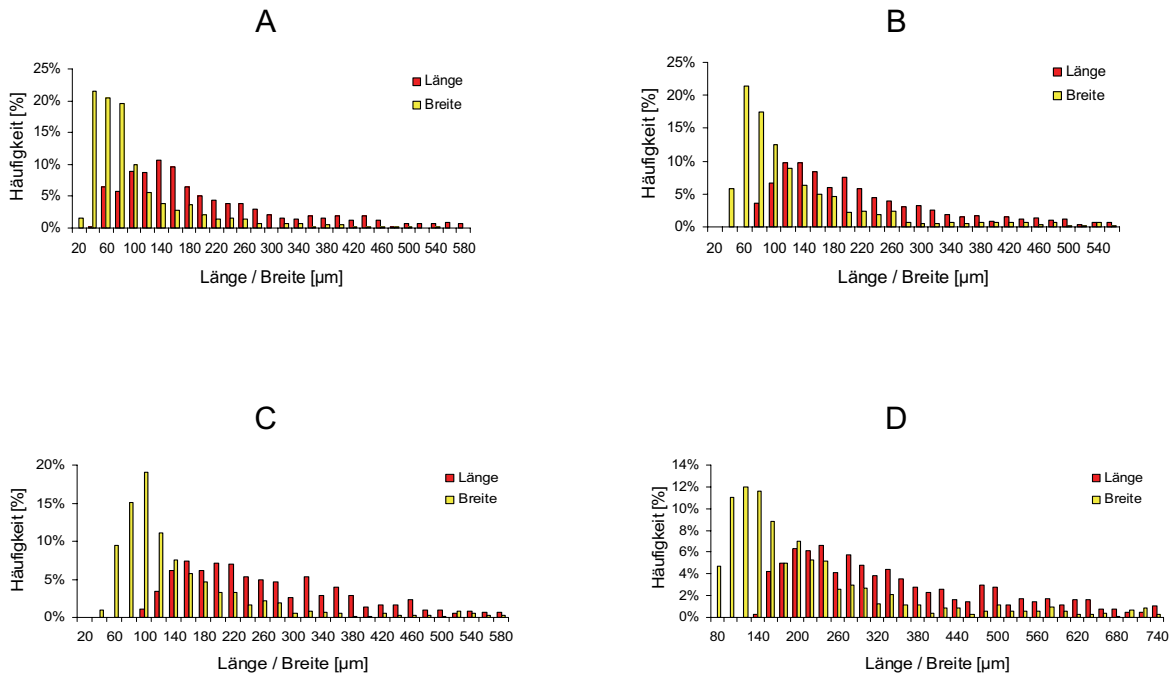 A
Häufigkeit [%]
25%
20%
15%
10%
5%
0%
Länge
Breite
20 60 100 140 180 220 260 300 340 380 420 460 500 540 580
Länge / Breite [µm]
B
Häufigkeit [%]
25%
20%
15%
10%
5%
0%
Länge
Breite
20 60 100 140 180 220 260 300 340 380 420 460 500 540
Länge / Breite [µm]
C
Häufigkeit [%]
20%
15%
10%
5%
0%
Länge
Breite
20 60 100 140 180 220 260 300 340 380 420 460 500 540 580
Länge / Breite [µm]
D
Häufigkeit [%]
14%
12%
10%
8%
6%
4%
2%
0%
Länge
Breite
80 140 200 260 320 380 440 500 560 620 680 740
Länge / Breite [µm]